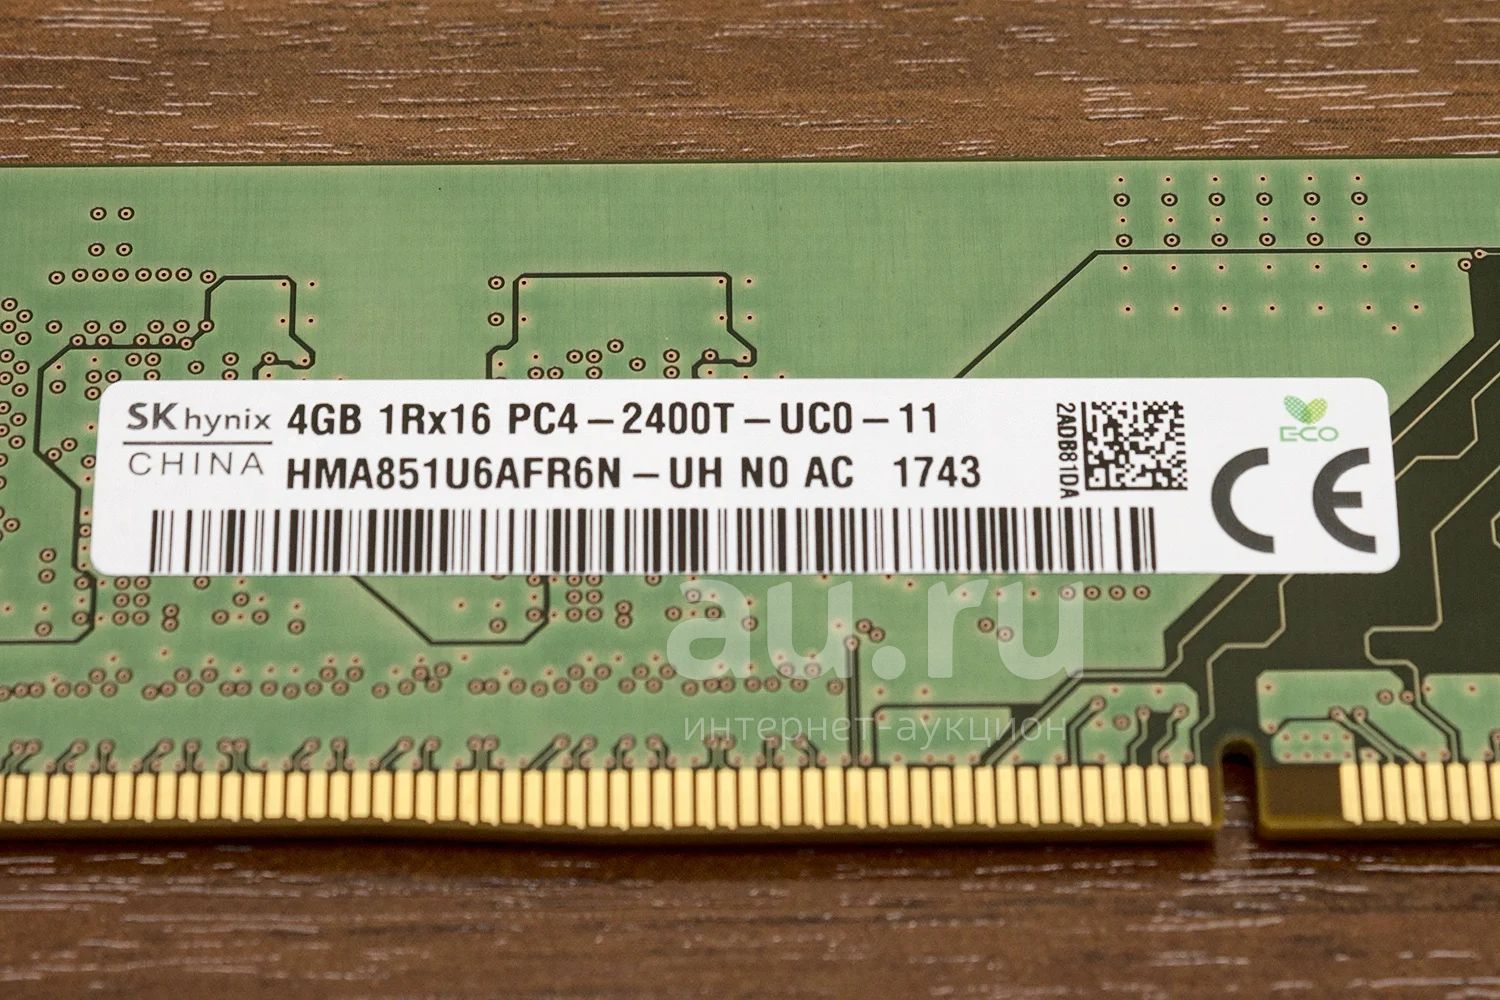 SK hynix 4GB 1Rx16 PC4-2400T-UC0-11
CHINA HMA851U6AFR6N-UH N0 AC 1743
2ADB81DA
E-CO
CE
au.ru
интернет-аукцион